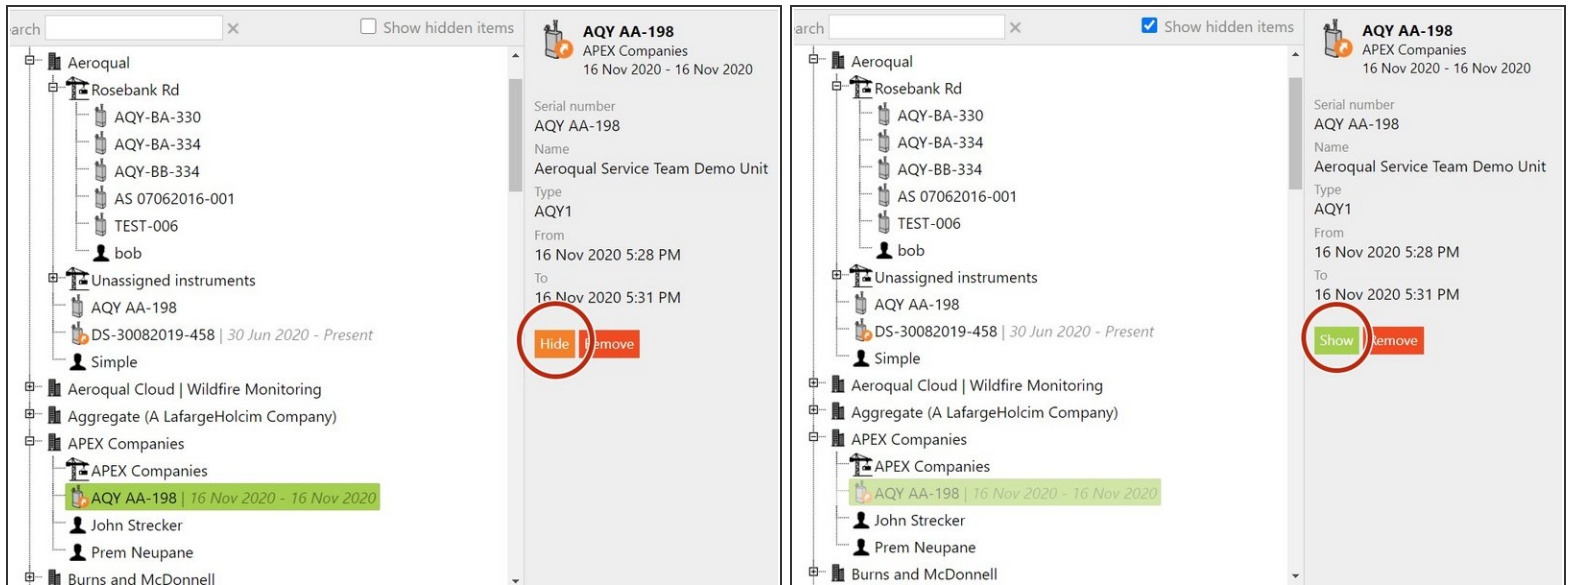 arch
Show hidden items
Aeroqual
Rosebank Rd
AQY-BA-330
AQY-BA-334
AQY-BB-334
AS 07062016-001
TEST-006
bob
Unassigned instruments
AQY AA-198
DS-30082019-458 | 30 Jun 2020 - Present
Simple
Aeroqual Cloud | Wildfire Monitoring
Aggregate (A LafargeHolcim Company)
APEX Companies
APEX Companies
AQY AA-198 | 16 Nov 2020 - 16 Nov 2020
John Strecker
Prem Neupane
Burns and McDonnell
AQY AA-198
APEX Companies
16 Nov 2020 - 16 Nov 2020
Serial number
AQY AA-198
Name
Aeroqual Service Team Demo Unit
Type
AQY1
From
16 Nov 2020 5:28 PM
To
16 Nov 2020 5:31 PM
Hide Remove
arch
Show hidden items
Aeroqual
Rosebank Rd
AQY-BA-330
AQY-BA-334
AQY-BB-334
AS 07062016-001
TEST-006
bob
Unassigned instruments
AQY AA-198
DS-30082019-458 | 30 Jun 2020 - Present
Simple
Aeroqual Cloud | Wildfire Monitoring
Aggregate (A LafargeHolcim Company)
APEX Companies
APEX Companies
AQY AA-198 | 16 Nov 2020 - 16 Nov 2020
John Strecker
Prem Neupane
Burns and McDonnell
AQY AA-198
APEX Companies
16 Nov 2020 - 16 Nov 2020
Serial number
AQY AA-198
Name
Aeroqual Service Team Demo Unit
Type
AQY1
From
16 Nov 2020 5:28 PM
To
16 Nov 2020 5:31 PM
Show Remove